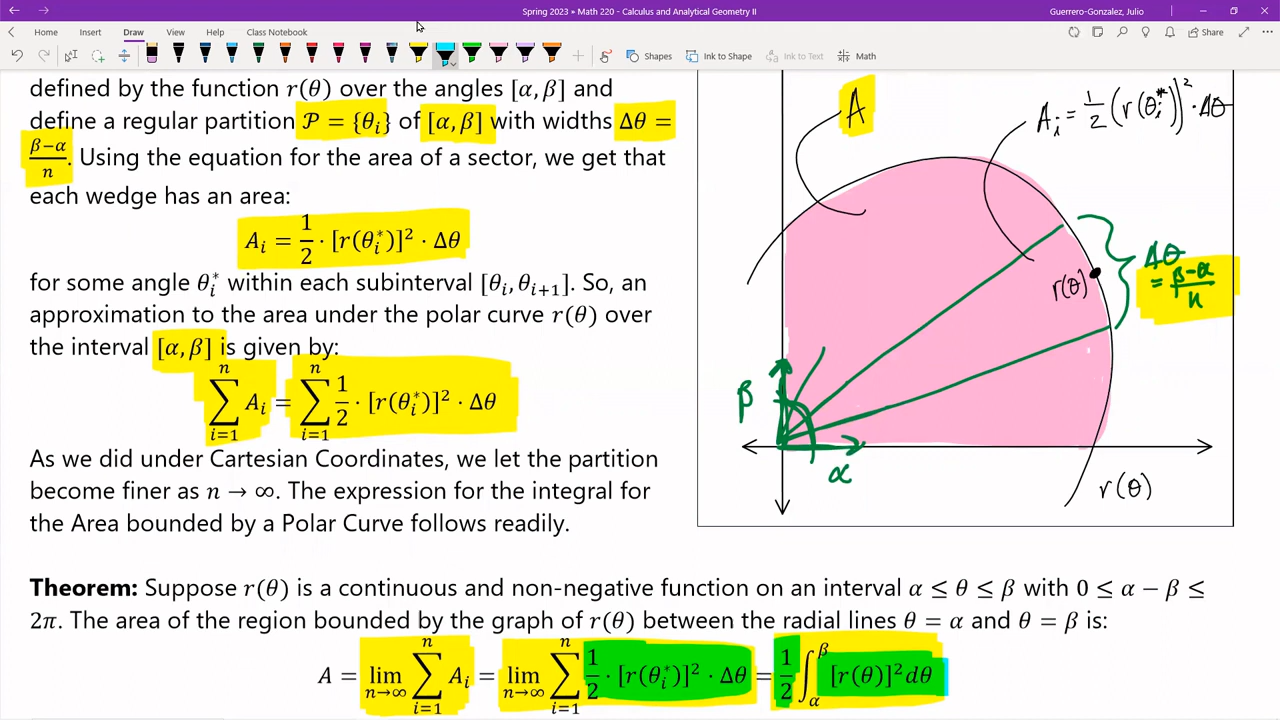 Spring 2023 » Math 220 - Calculus and Analytical Geometry II
Guerrero-Gonzalez, Julio
Home Insert Draw View Help Class Notebook
Share
Shapes Ink to Shape Ink to Text Math
defined by the function r(θ) over the angles [α, β] and
define a regular partition 𝒫 = {θᵢ} of [α, β] with widths Δθ =
(β−α)/n. Using the equation for the area of a sector, we get that
each wedge has an area:
Aᵢ = 1/2 · [r(θᵢ*)]² · Δθ
for some angle θᵢ* within each subinterval [θᵢ, θᵢ₊₁]. So, an
approximation to the area under the polar curve r(θ) over
the interval [α, β] is given by:
∑ᵢ₌₁ⁿ Aᵢ = ∑ᵢ₌₁ⁿ 1/2 · [r(θᵢ*)]² · Δθ
As we did under Cartesian Coordinates, we let the partition
become finer as n → ∞. The expression for the integral for
the Area bounded by a Polar Curve follows readily.
A
Aᵢ = 1/2 (r(θᵢ*))² · Δθ
Δθ
= (β-α)/n
r(θ)
β
α
r(θ)
Theorem: Suppose r(θ) is a continuous and non-negative function on an interval α ≤ θ ≤ β with 0 ≤ α − β ≤
2π. The area of the region bounded by the graph of r(θ) between the radial lines θ = α and θ = β is:
A = lim n→∞ ∑ᵢ₌₁ⁿ Aᵢ = lim n→∞ ∑ᵢ₌₁ⁿ 1/2 · [r(θᵢ*)]² · Δθ = 1/2 ∫_α^β [r(θ)]² dθ